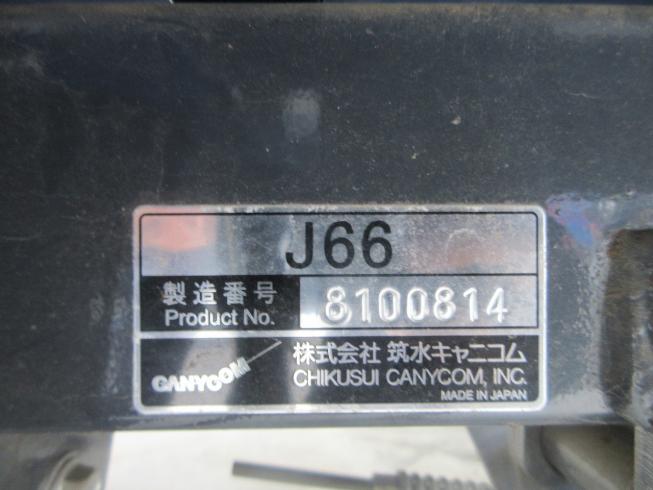 J66
製造番号
Product No.
8100814
CANYCOM
株式会社 筑水キャニコム
CHIKUSUI CANYCOM, INC.
MADE IN JAPAN